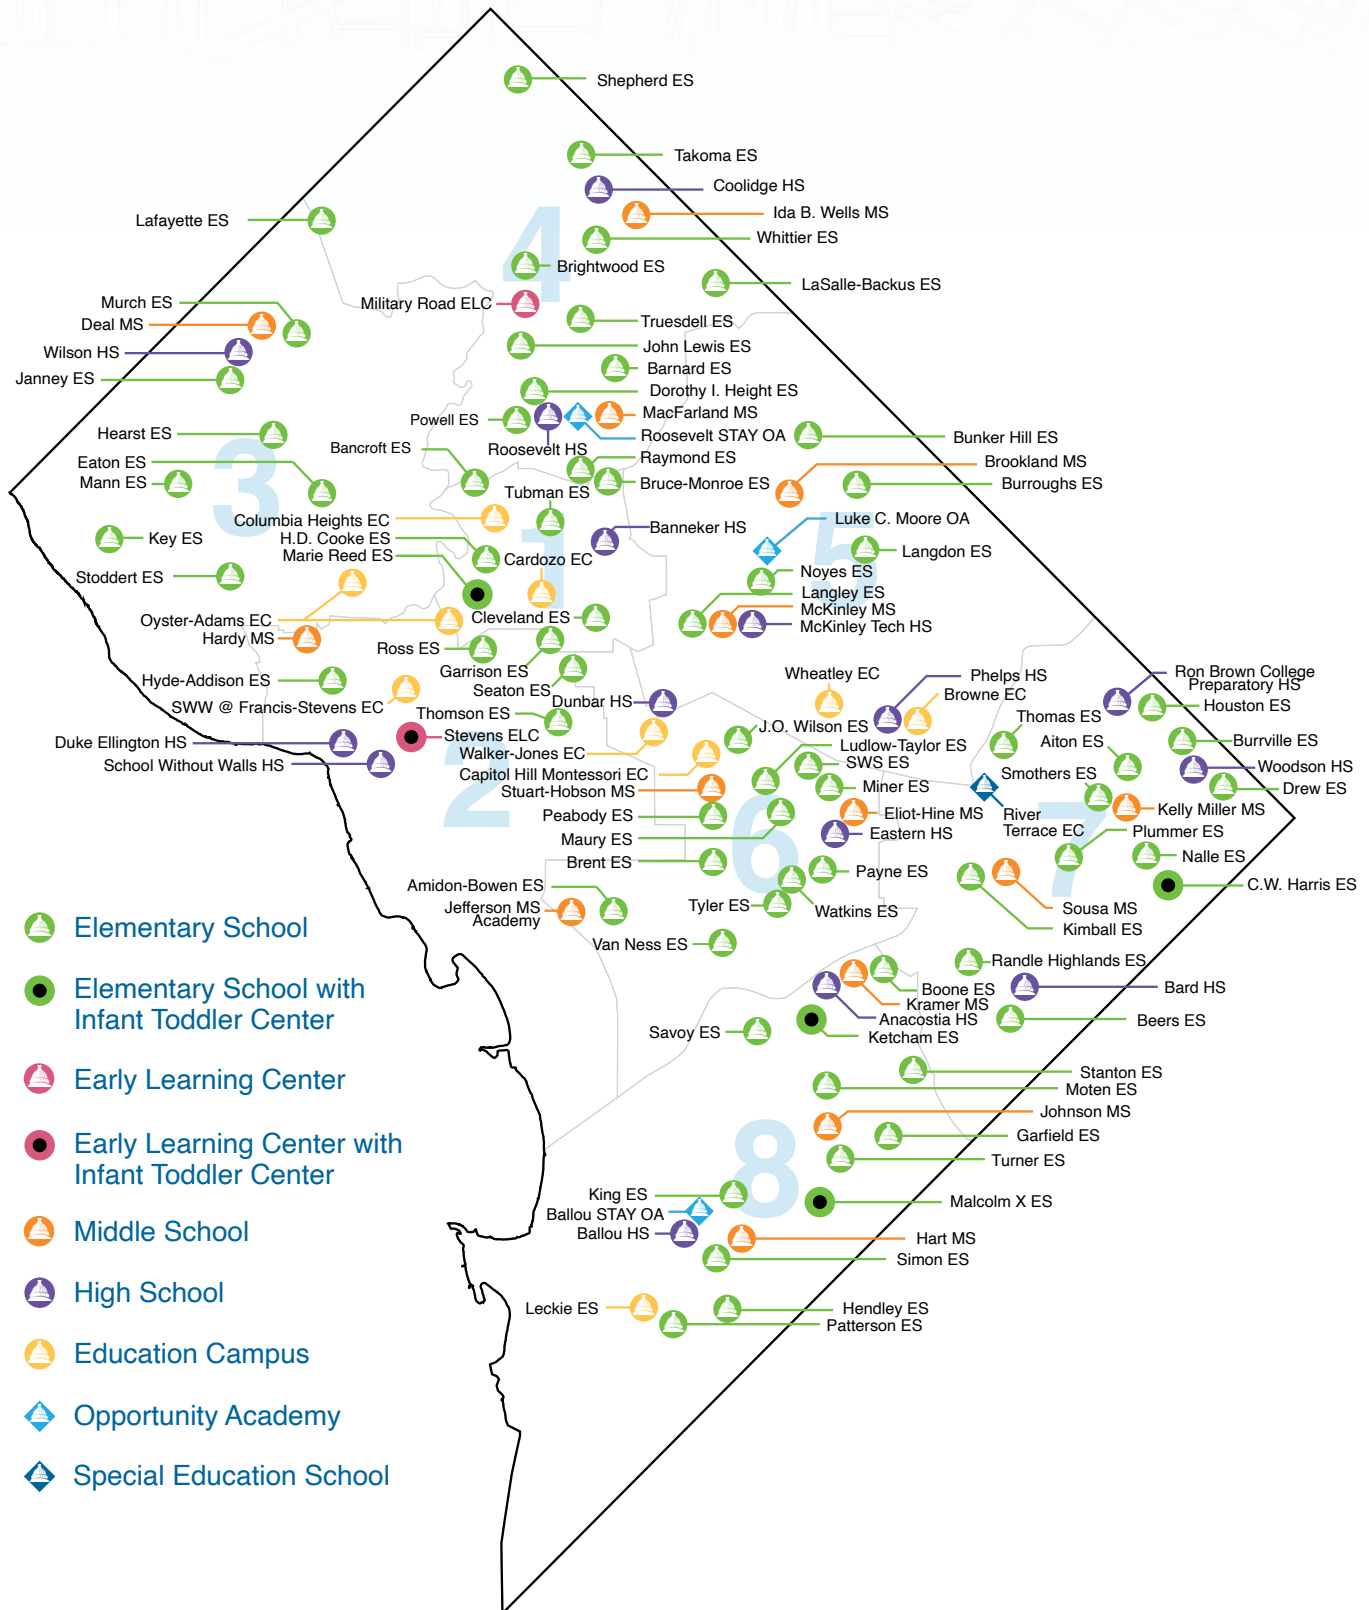 Shepherd ES
Takoma ES
Coolidge HS
Ida B. Wells MS
Lafayette ES
Whittier ES
4
Brightwood ES
LaSalle-Backus ES
Murch ES
Military Road ELC
Deal MS
Truesdell ES
Wilson HS
John Lewis ES
Barnard ES
Janney ES
Dorothy I. Height ES
MacFarland MS
Powell ES
Roosevelt STAY OA
Hearst ES
Bunker Hill ES
Bancroft ES
Roosevelt HS
Raymond ES
Eaton ES
Brookland MS
Mann ES
3
Bruce-Monroe ES
Burroughs ES
Tubman ES
Columbia Heights EC
Luke C. Moore OA
Banneker HS
Key ES
H.D. Cooke ES
1
5
Langdon ES
Marie Reed ES
Cardozo EC
Stoddert ES
Noyes ES
Langley ES
McKinley MS
Oyster-Adams EC
Cleveland ES
McKinley Tech HS
Hardy MS
Ross ES
Garrison ES
Wheatley EC
Phelps HS
Ron Brown College
Preparatory HS
Hyde-Addison ES
Seaton ES
Browne EC
SWW @ Francis-Stevens EC
Dunbar HS
Houston ES
Thomson ES
Thomas ES
J.O. Wilson ES
Duke Ellington HS
Stevens ELC
Aiton ES
Burrville ES
Walker-Jones EC
Ludlow-Taylor ES
School Without Walls HS
SWS ES
Woodson HS
2
Capitol Hill Montessori EC
Smothers ES
Stuart-Hobson MS
Miner ES
Drew ES
Peabody ES
Eliot-Hine MS
River
Terrace EC
7
Kelly Miller MS
Maury ES
6
Eastern HS
Plummer ES
Brent ES
Nalle ES
Payne ES
Amidon-Bowen ES
C.W. Harris ES
Jefferson MS
Academy
Tyler ES
Watkins ES
Sousa MS
Kimball ES
Van Ness ES
Randle Highlands ES
Boone ES
Bard HS
Kramer MS
Anacostia HS
Beers ES
Savoy ES
Ketcham ES
Stanton ES
Moten ES
Johnson MS
Garfield ES
8
Turner ES
King ES
Malcolm X ES
Ballou STAY OA
Ballou HS
Hart MS
Simon ES
Leckie ES
Hendley ES
Patterson ES
Elementary School
Elementary School with
Infant Toddler Center
Early Learning Center
Early Learning Center with
Infant Toddler Center
Middle School
High School
Education Campus
Opportunity Academy
Special Education School